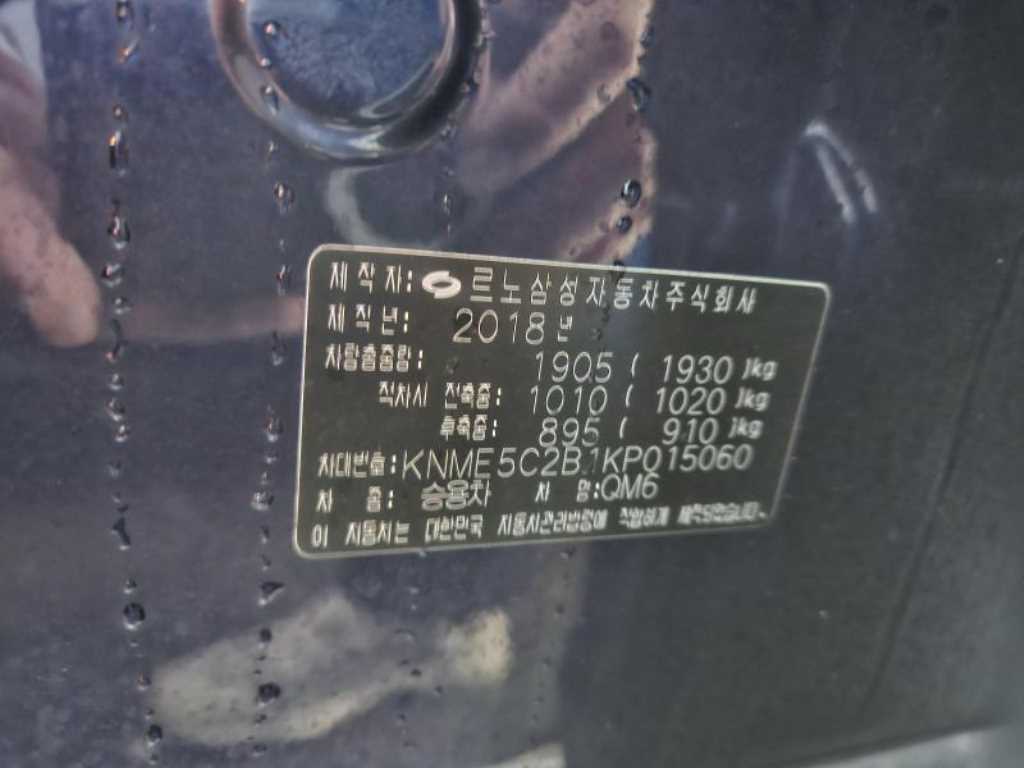 제 작 자: 르노삼성자동차주식회사
제 작 년: 2018년
차량총중량: 1905 ( 1930 )kg
적차시 전축중: 1010 ( 1020 )kg
후축중: 895 ( 910 )kg
차대번호: KNME5C2B1KP015060
차 종: 승용차 차 명: QM6
이 자동차는 대한민국 자동차관리법령에 적합하게 제작되었습니다.